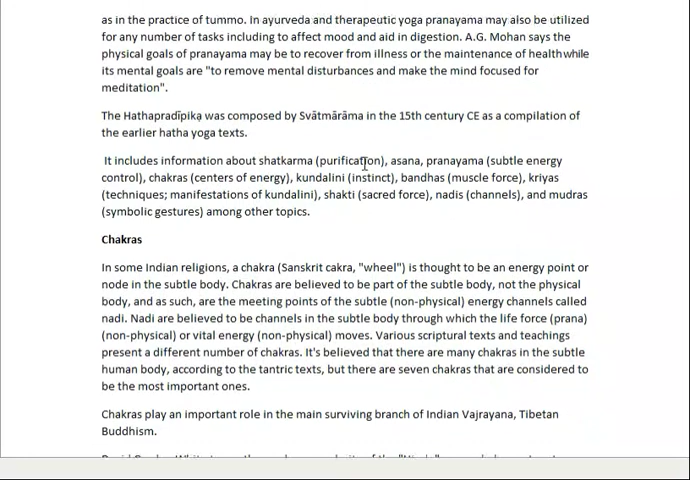 as in the practice of tummo. In ayurveda and therapeutic yoga pranayama may also be utilized
for any number of tasks including to affect mood and aid in digestion. A.G. Mohan says the
physical goals of pranayama may be to recover from illness or the maintenance of health while
its mental goals are "to remove mental disturbances and make the mind focused for
meditation".
The Hathapradīpika was composed by Svātmārāma in the 15th century CE as a compilation of
the earlier hatha yoga texts.
It includes information about shatkarma (purification), asana, pranayama (subtle energy
control), chakras (centers of energy), kundalini (instinct), bandhas (muscle force), kriyas
(techniques; manifestations of kundalini), shakti (sacred force), nadis (channels), and mudras
(symbolic gestures) among other topics.
Chakras
In some Indian religions, a chakra (Sanskrit cakra, "wheel") is thought to be an energy point or
node in the subtle body. Chakras are believed to be part of the subtle body, not the physical
body, and as such, are the meeting points of the subtle (non-physical) energy channels called
nadi. Nadi are believed to be channels in the subtle body through which the life force (prana)
(non-physical) or vital energy (non-physical) moves. Various scriptural texts and teachings
present a different number of chakras. It's believed that there are many chakras in the subtle
human body, according to the tantric texts, but there are seven chakras that are considered to
be the most important ones.
Chakras play an important role in the main surviving branch of Indian Vajrayana, Tibetan
Buddhism.